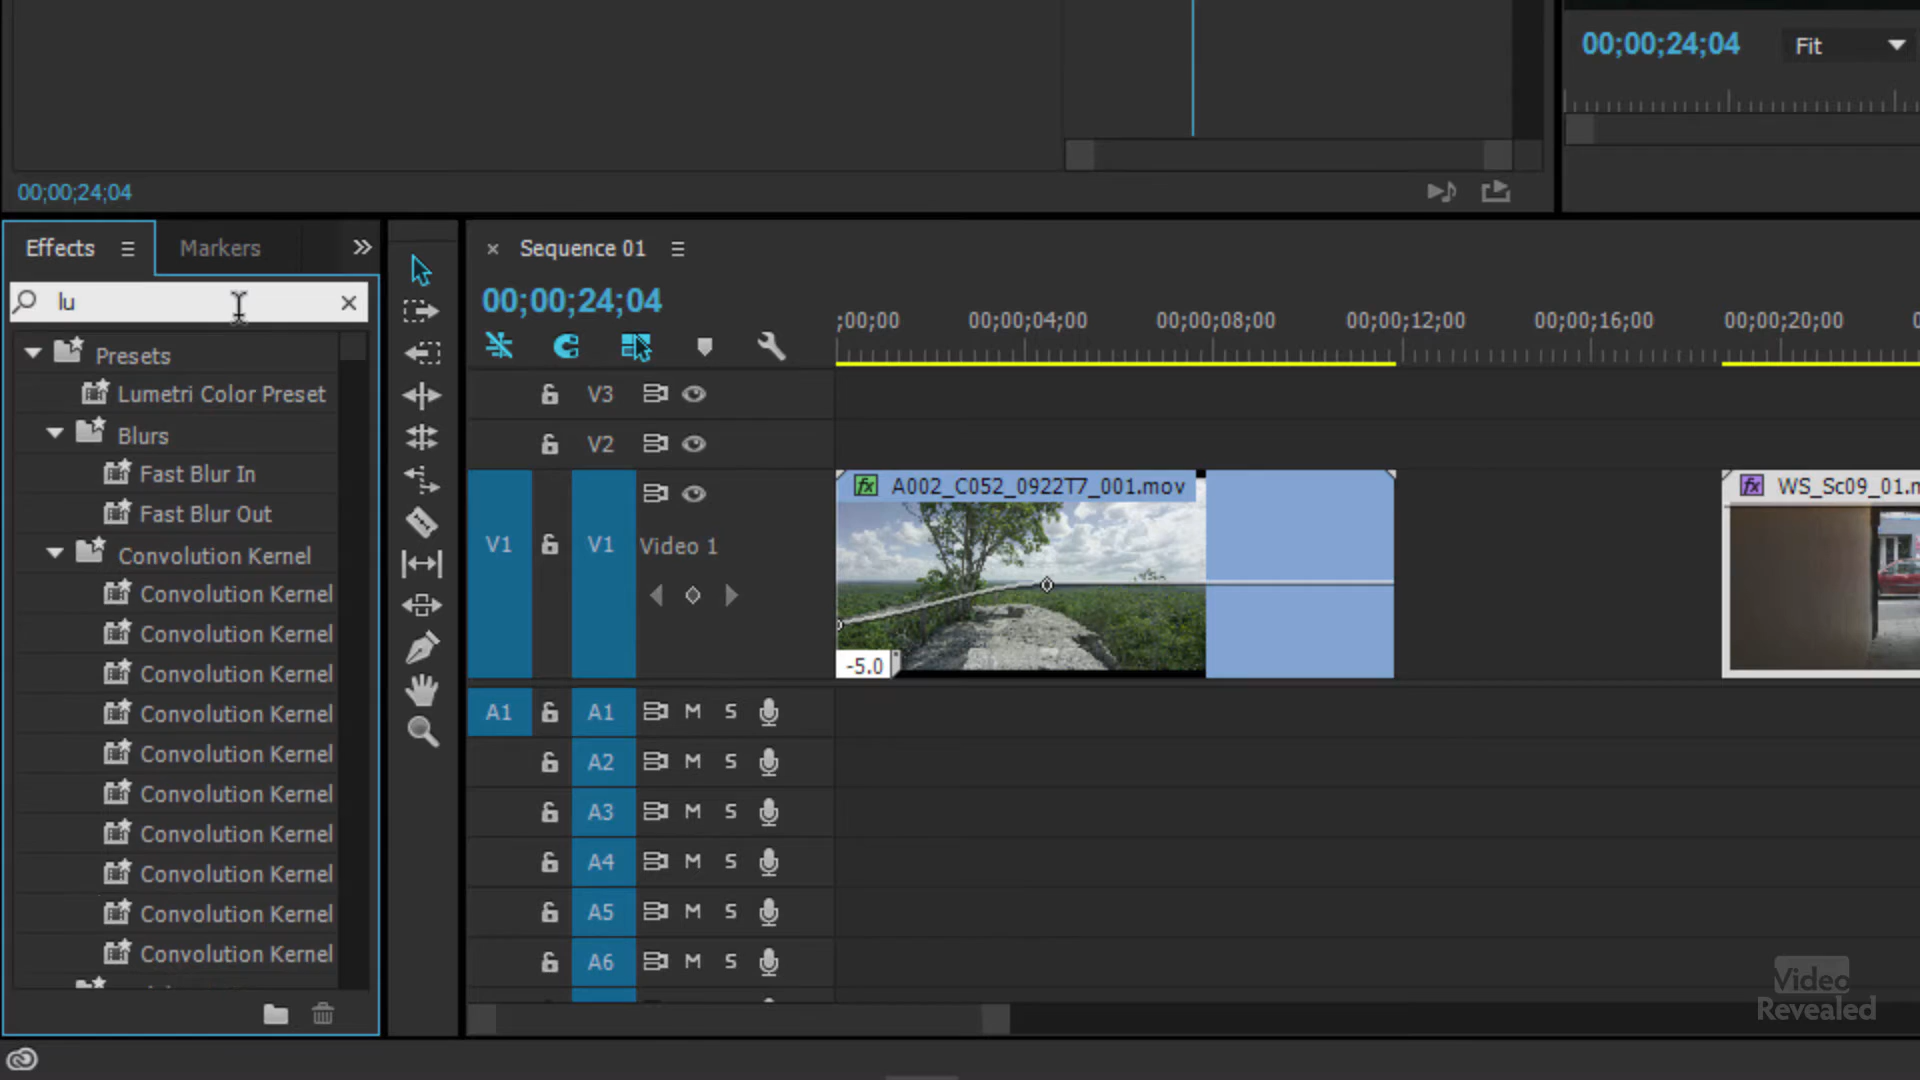 00;00;24;04
Fit
00;00;24;04
Effects
Markers
lu
Presets
Lumetri Color Preset
Blurs
Fast Blur In
Fast Blur Out
Convolution Kernel
Convolution Kernel
Convolution Kernel
Convolution Kernel
Convolution Kernel
Convolution Kernel
Convolution Kernel
Convolution Kernel
Convolution Kernel
Convolution Kernel
Convolution Kernel
Sequence 01
00;00;24;04
;00;00
00;00;04;00
00;00;08;00
00;00;12;00
00;00;16;00
00;00;20;00
V3
V2
V1
V1
Video 1
fx A002_C052_0922T7_001.mov
fx WS_Sc09_01.m
-5.0
A1
A1 M S
A2 M S
A3 M S
A4 M S
A5 M S
A6 M S
Video
Revealed